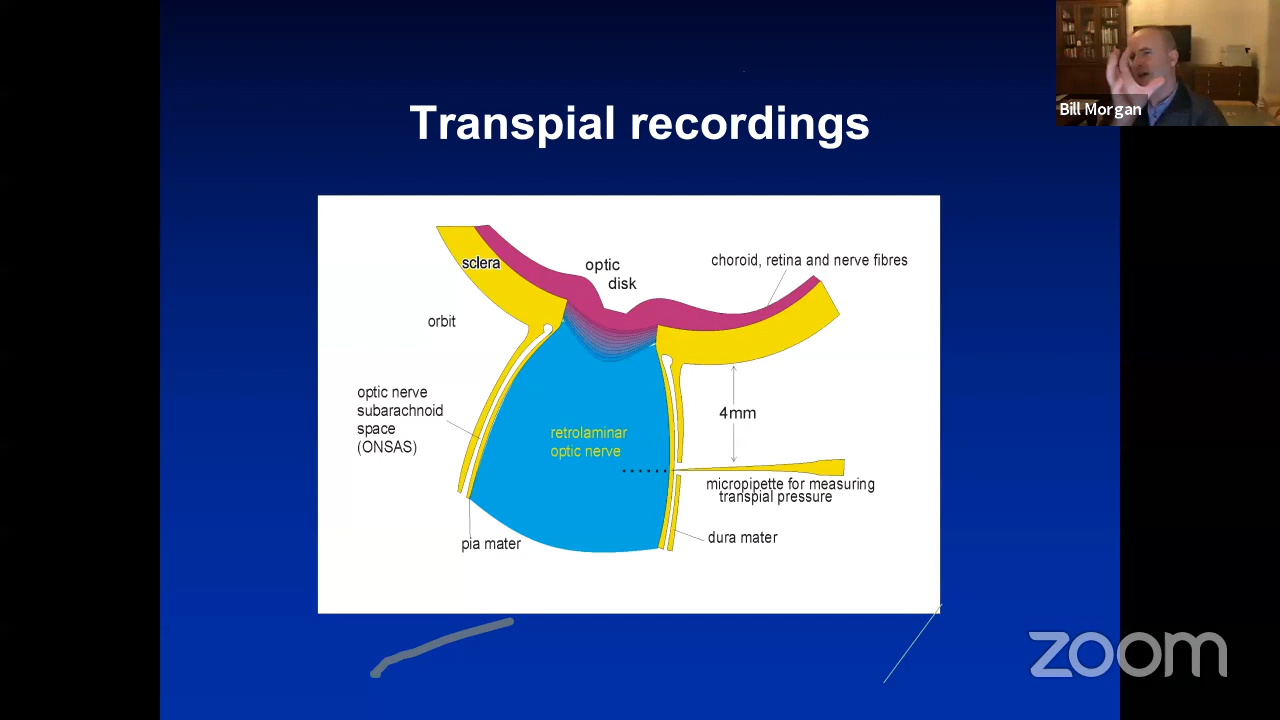 Bill Morgan
Transpial recordings
sclera
optic
disk
choroid, retina and nerve fibres
orbit
optic nerve
subarachnoid
space
(ONSAS)
4mm
retrolaminar
optic nerve
micropipette for measuring
transpial pressure
pia mater
dura mater
zoom